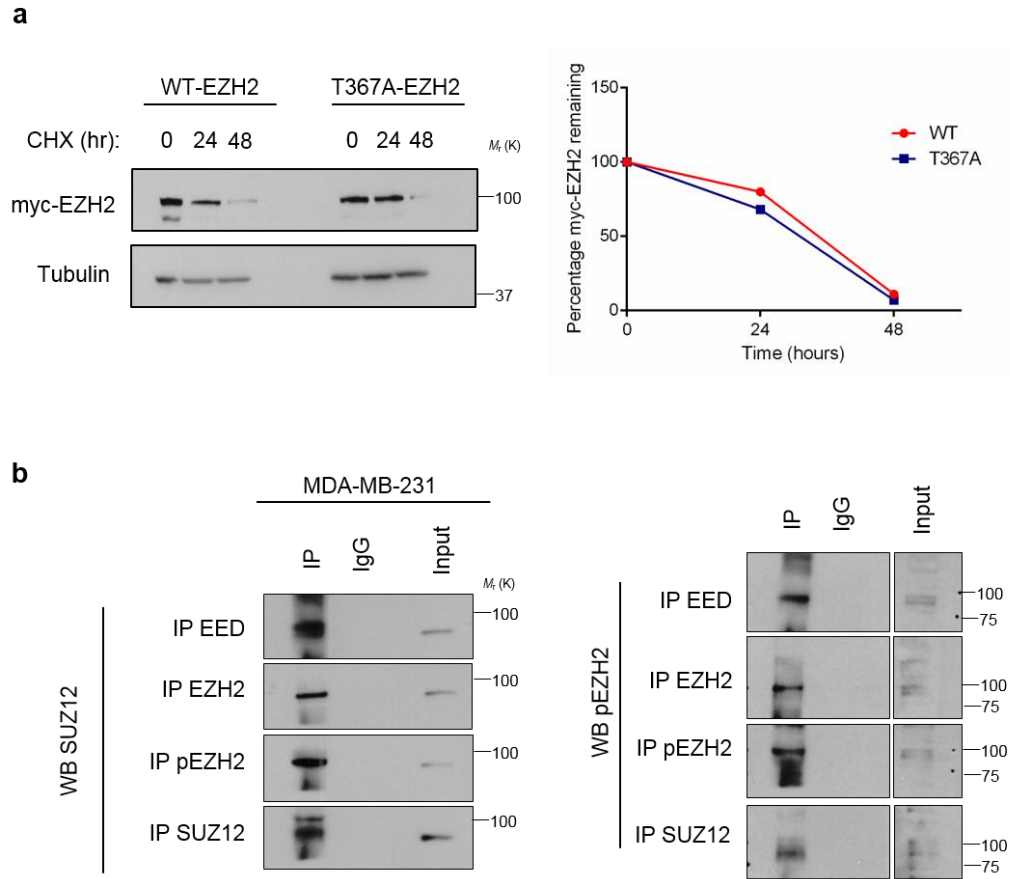 a
WT-EZH2 T367A-EZH2
CHX (hr): 0 24 48 0 24 48 Mr (K)
myc-EZH2 100
Tubulin 37
Percentage myc-EZH2 remaining
150
100
50
0
0 24 48
Time (hours)
WT
T367A
b
MDA-MB-231
IP IgG Input
Mr (K)
WB SUZ12
IP EED 100
IP EZH2 100
IP pEZH2 100
IP SUZ12 100
IP IgG Input
WB pEZH2
IP EED 100
75
IP EZH2 100
75
IP pEZH2 100
75
IP SUZ12 100
75